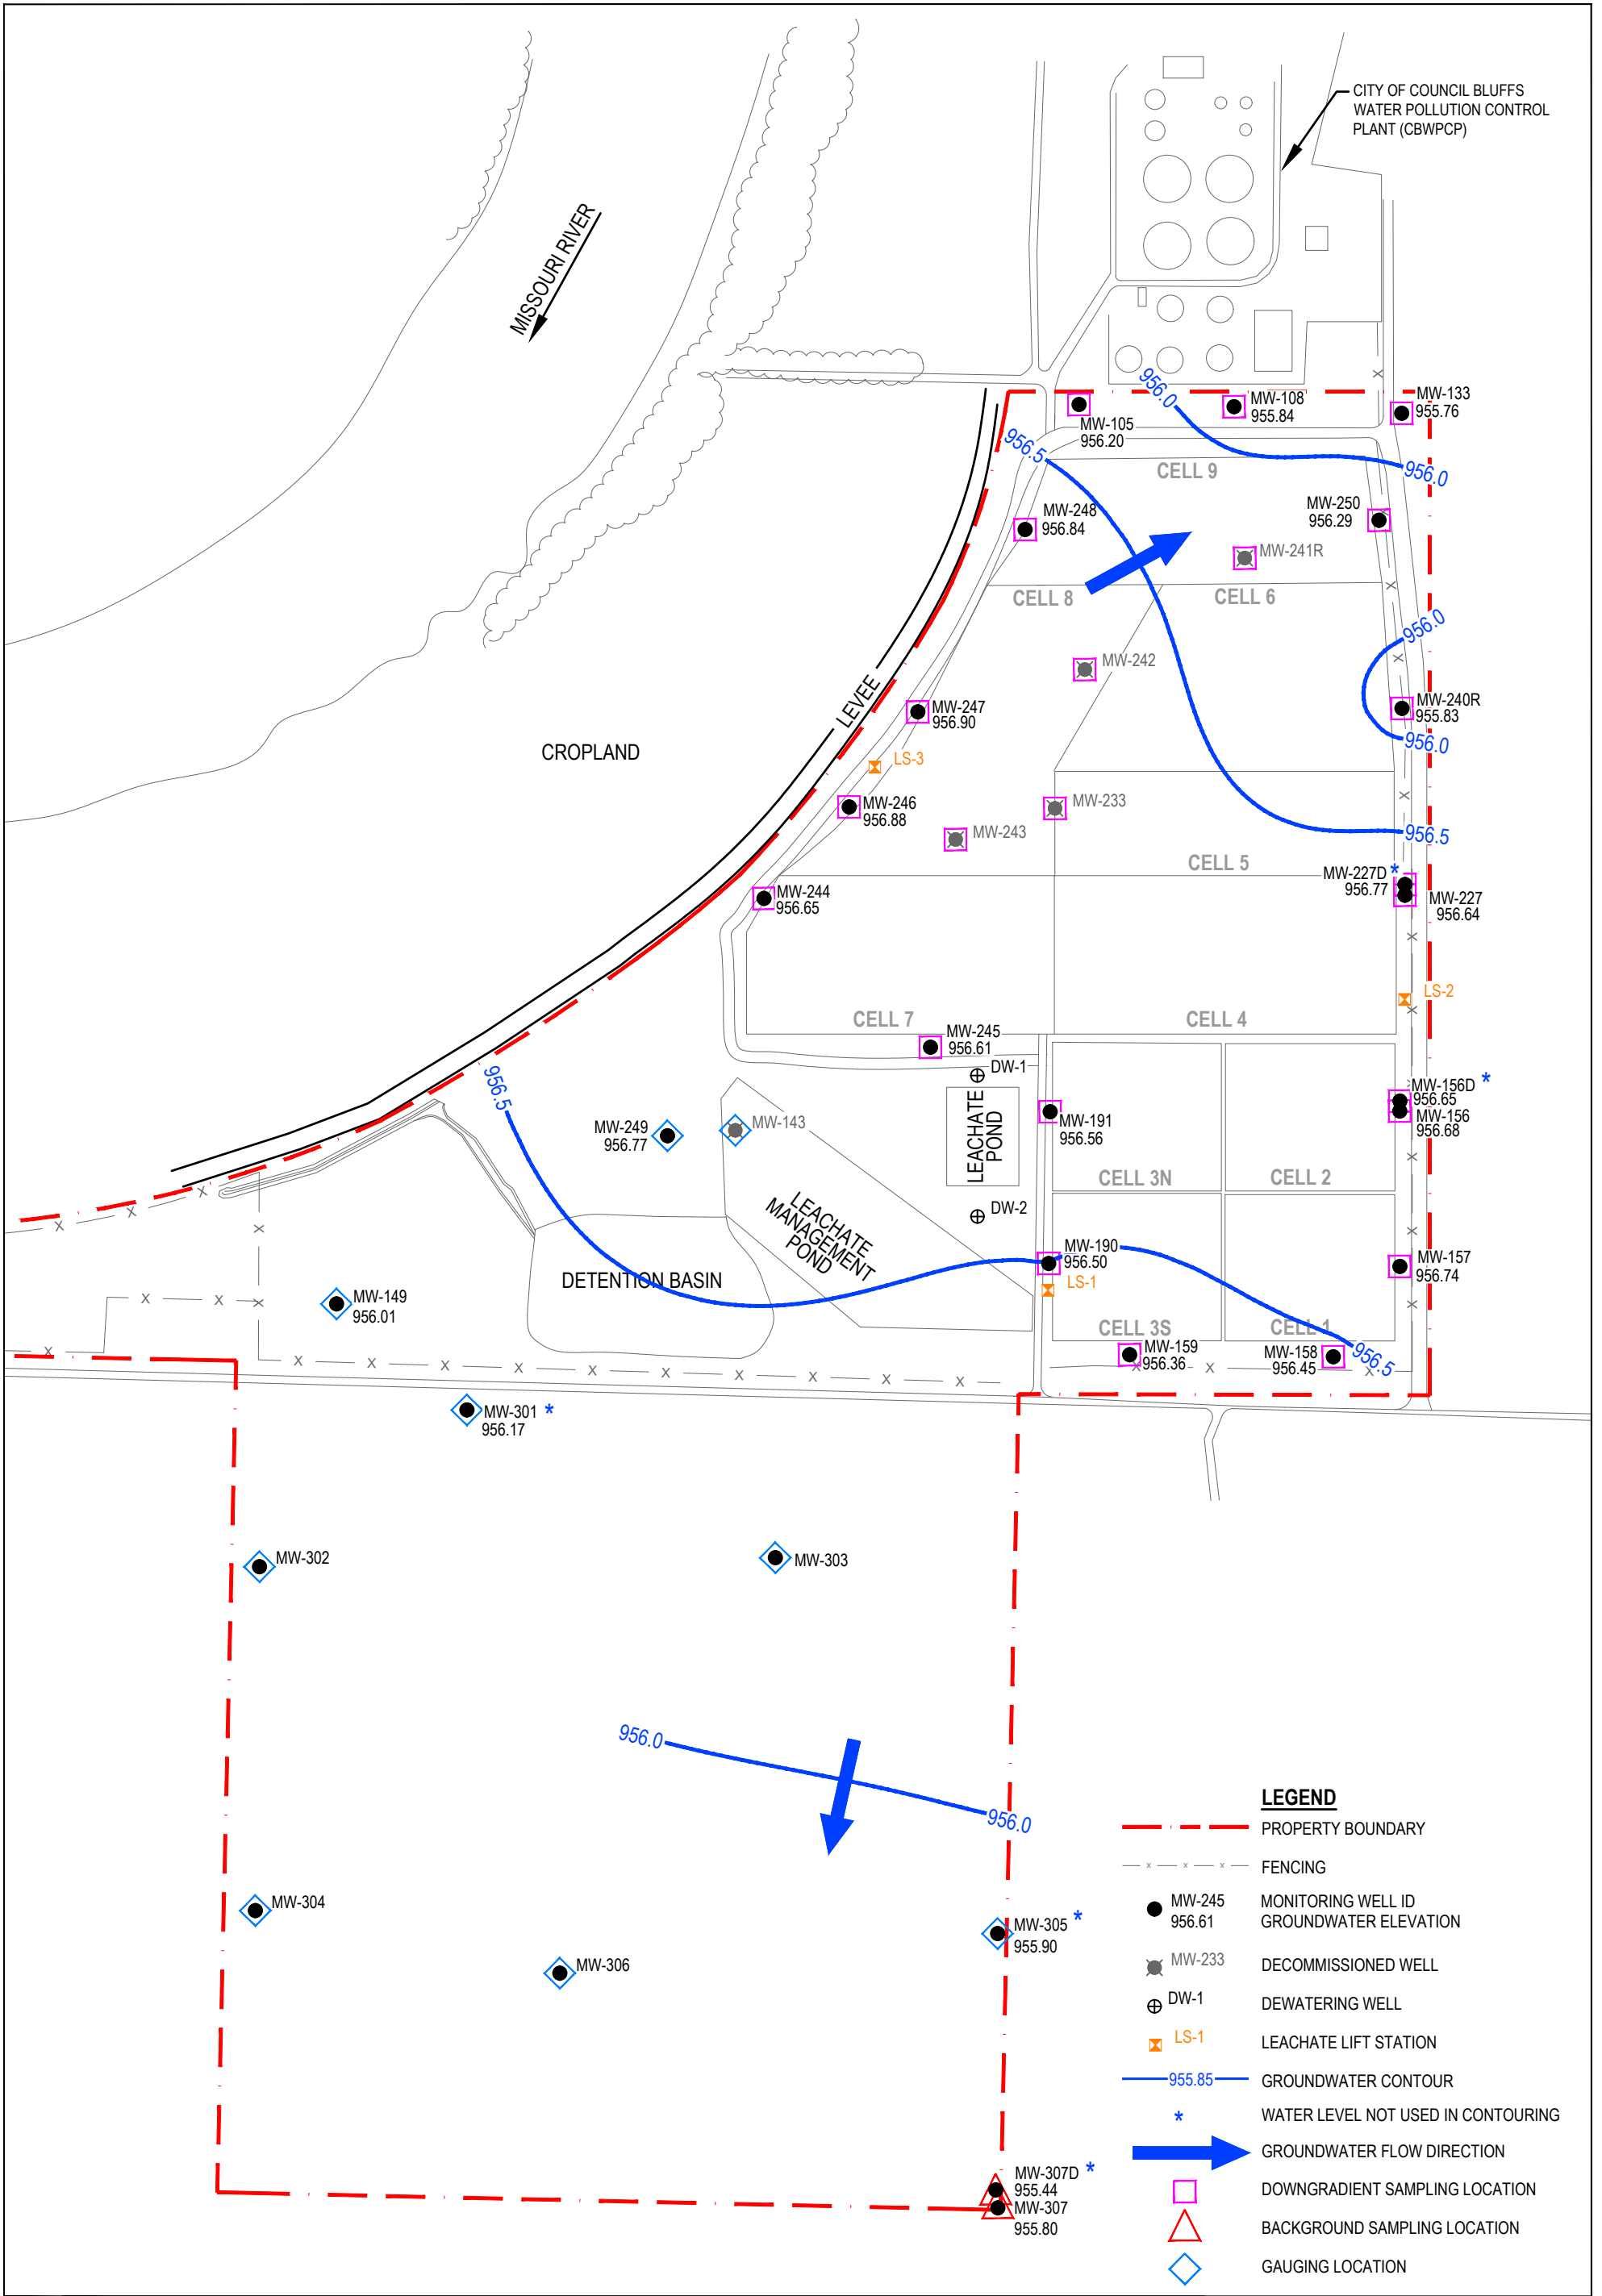 CITY OF COUNCIL BLUFFS
WATER POLLUTION CONTROL
PLANT (CBWPCP)
MISSOURI RIVER
956.0
MW-108
955.84
MW-133
955.76
MW-105
956.20
956.5
CELL 9
956.0
MW-250
956.29
MW-248
956.84
MW-241R
CELL 8
CELL 6
956.0
MW-242
LEVEE
MW-247
956.90
MW-240R
955.83
956.0
CROPLAND
LS-3
MW-246
956.88
MW-233
MW-243
956.5
CELL 5
MW-227D *
956.77
MW-244
956.65
MW-227
956.64
LS-2
CELL 7
CELL 4
MW-245
956.61
DW-1
956.5
LEACHATE
POND
MW-156D *
956.65
MW-156
956.68
MW-249
956.77
MW-143
MW-191
956.56
CELL 3N
CELL 2
LEACHATE
MANAGEMENT
POND
DW-2
MW-190
956.50
MW-157
956.74
DETENTION BASIN
LS-1
MW-149
956.01
CELL 3S
CELL 1
MW-159
956.36
MW-158
956.45
956.5
MW-301 *
956.17
MW-302
MW-303
956.0
956.0
MW-304
MW-305 *
955.90
MW-306
MW-307D *
955.44
MW-307
955.80
LEGEND
PROPERTY BOUNDARY
x x x FENCING
MW-245 MONITORING WELL ID
956.61 GROUNDWATER ELEVATION
MW-233 DECOMMISSIONED WELL
DW-1 DEWATERING WELL
LS-1 LEACHATE LIFT STATION
955.85 GROUNDWATER CONTOUR
* WATER LEVEL NOT USED IN CONTOURING
GROUNDWATER FLOW DIRECTION
DOWNGRADIENT SAMPLING LOCATION
BACKGROUND SAMPLING LOCATION
GAUGING LOCATION